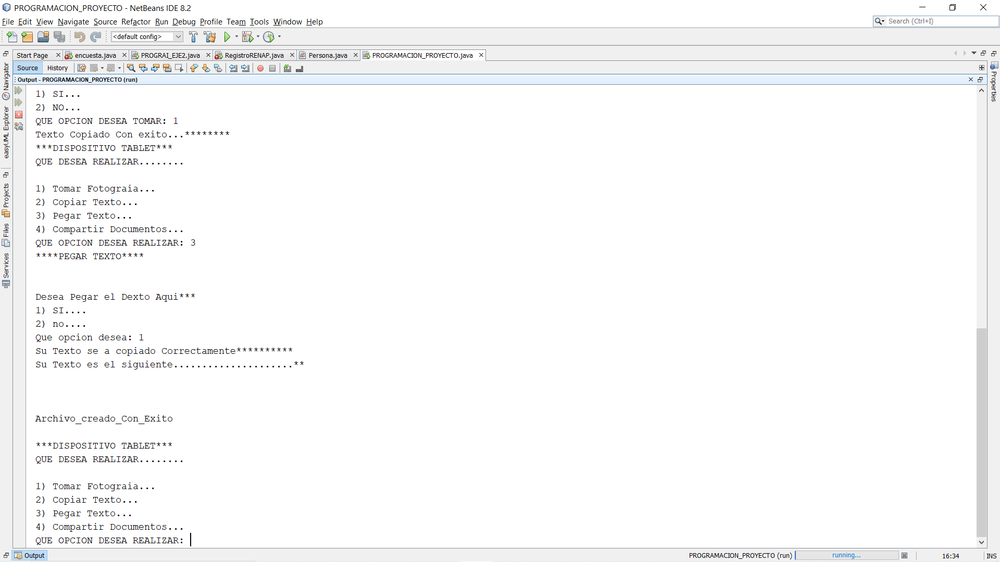 PROGRAMACION_PROYECTO - NetBeans IDE 8.2
File Edit View Navigate Source Refactor Run Debug Profile Team Tools Window Help
Search (Ctrl+I)
<default config>
Start Page encuesta.java PROGRAI_EJE2.java RegistroRENAP.java Persona.java PROGRAMACION_PROYECTO.java
Source History
Output - PROGRAMACION_PROYECTO (run)
Navigator
easyUML Explorer
Projects
Files
Services
Properties
1) SI...
2) NO...
QUE OPCION DESEA TOMAR: 1
Texto Copiado Con exito...********
***DISPOSITIVO TABLET***
QUE DESEA REALIZAR........
1) Tomar Fotograia...
2) Copiar Texto...
3) Pegar Texto...
4) Compartir Documentos...
QUE OPCION DESEA REALIZAR: 3
****PEGAR TEXTO****
Desea Pegar el Dexto Aqui***
1) SI....
2) no....
Que opcion desea: 1
Su Texto se a copiado Correctamente**********
Su Texto es el siguiente.....................**
Archivo_creado_Con_Exito
***DISPOSITIVO TABLET***
QUE DESEA REALIZAR........
1) Tomar Fotograia...
2) Copiar Texto...
3) Pegar Texto...
4) Compartir Documentos...
QUE OPCION DESEA REALIZAR:
Output
PROGRAMACION_PROYECTO (run) running... 16:34 INS